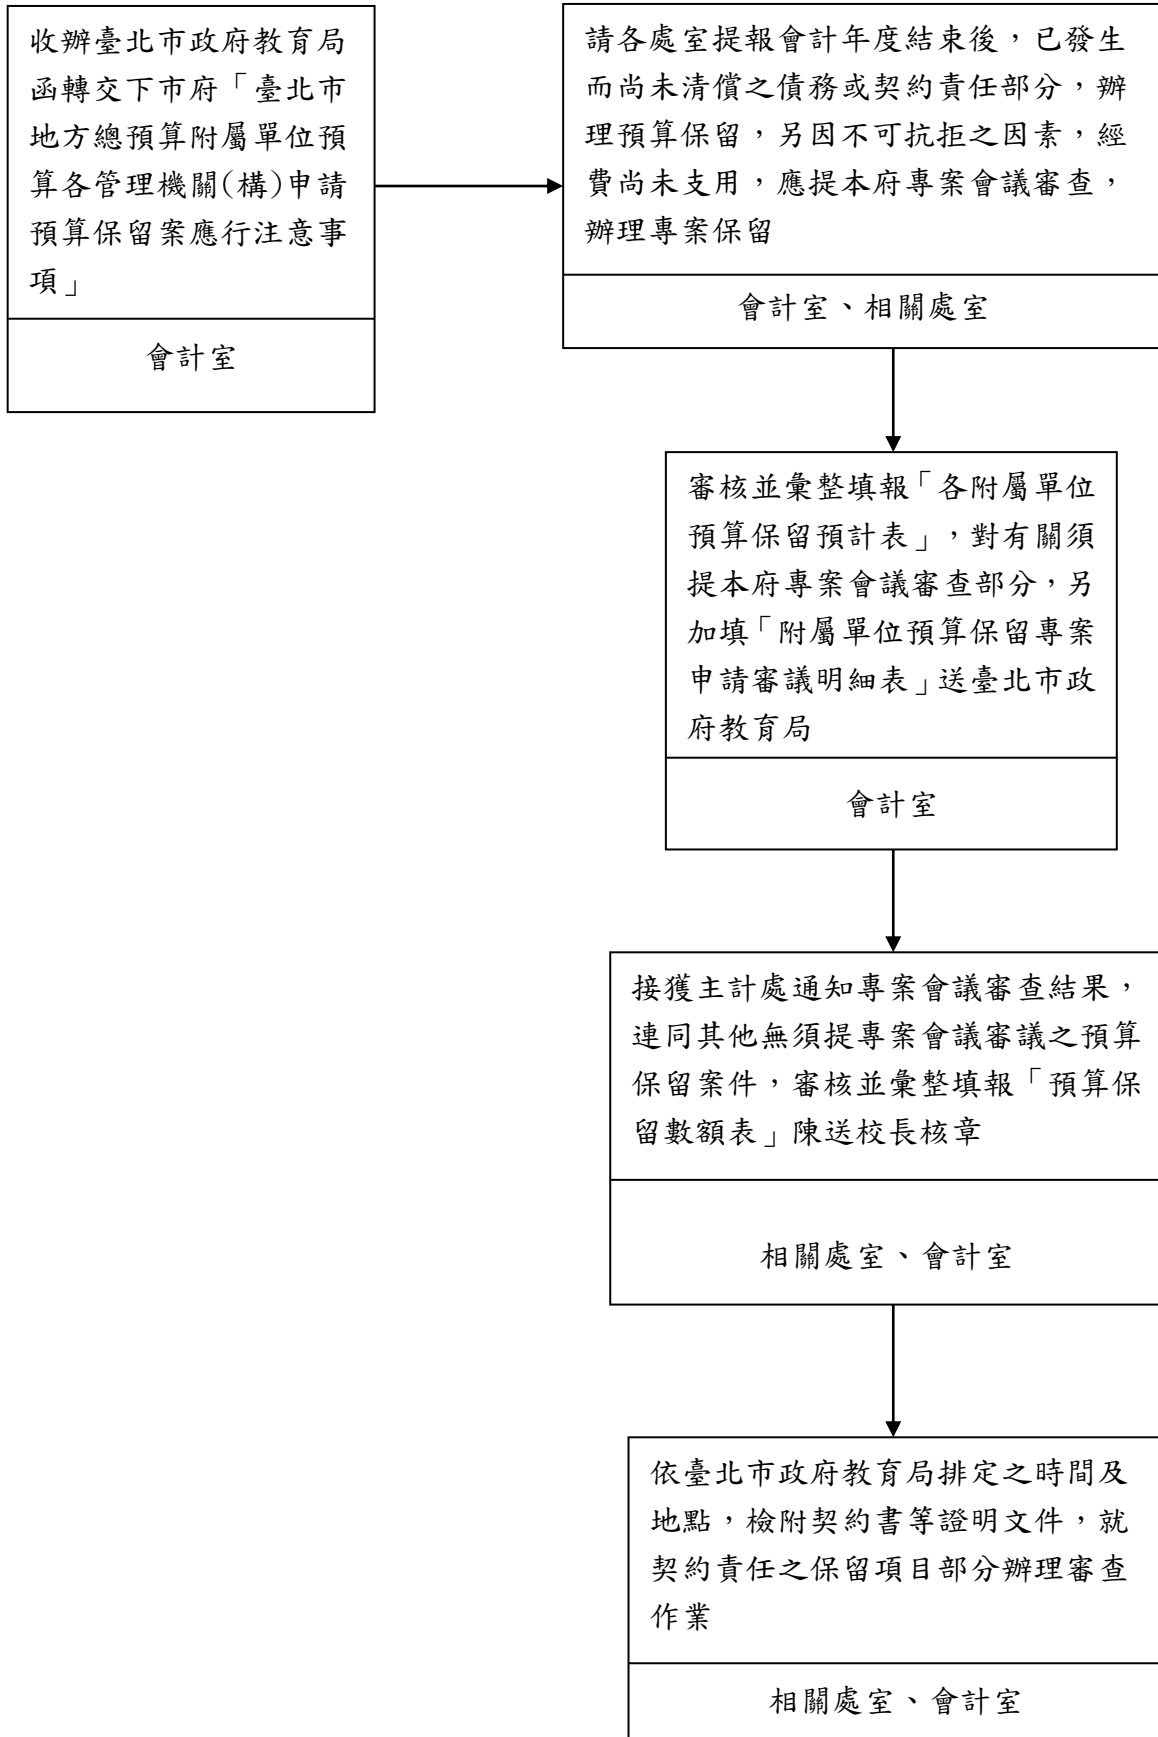 收辦臺北市政府教育局
函轉交下市府「臺北市
地方總預算附屬單位預
算各管理機關(構)申請
預算保留案應行注意事
項」
會計室
請各處室提報會計年度結束後，已發生
而尚未清償之債務或契約責任部分，辦
理預算保留，另因不可抗拒之因素，經
費尚未支用，應提本府專案會議審查，
辦理專案保留
會計室、相關處室
審核並彙整填報「各附屬單位
預算保留預計表」，對有關須
提本府專案會議審查部分，另
加填「附屬單位預算保留專案
申請審議明細表」送臺北市政
府教育局
會計室
接獲主計處通知專案會議審查結果，
連同其他無須提專案會議審議之預算
保留案件，審核並彙整填報「預算保
留數額表」陳送校長核章
相關處室、會計室
依臺北市政府教育局排定之時間及
地點，檢附契約書等證明文件，就
契約責任之保留項目部分辦理審查
作業
相關處室、會計室